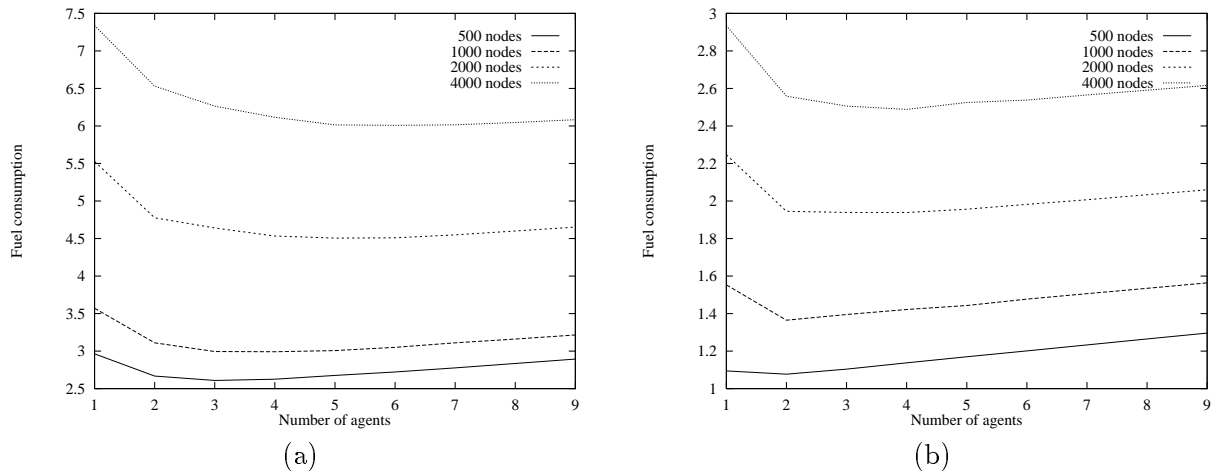 7.5
7
6.5
6
5.5
5
4.5
4
3.5
3
2.5
Fuel consumption
500 nodes
1000 nodes
2000 nodes
4000 nodes
1 2 3 4 5 6 7 8 9
Number of agents
(a)
3
2.8
2.6
2.4
2.2
2
1.8
1.6
1.4
1.2
1
Fuel consumption
500 nodes
1000 nodes
2000 nodes
4000 nodes
1 2 3 4 5 6 7 8 9
Number of agents
(b)